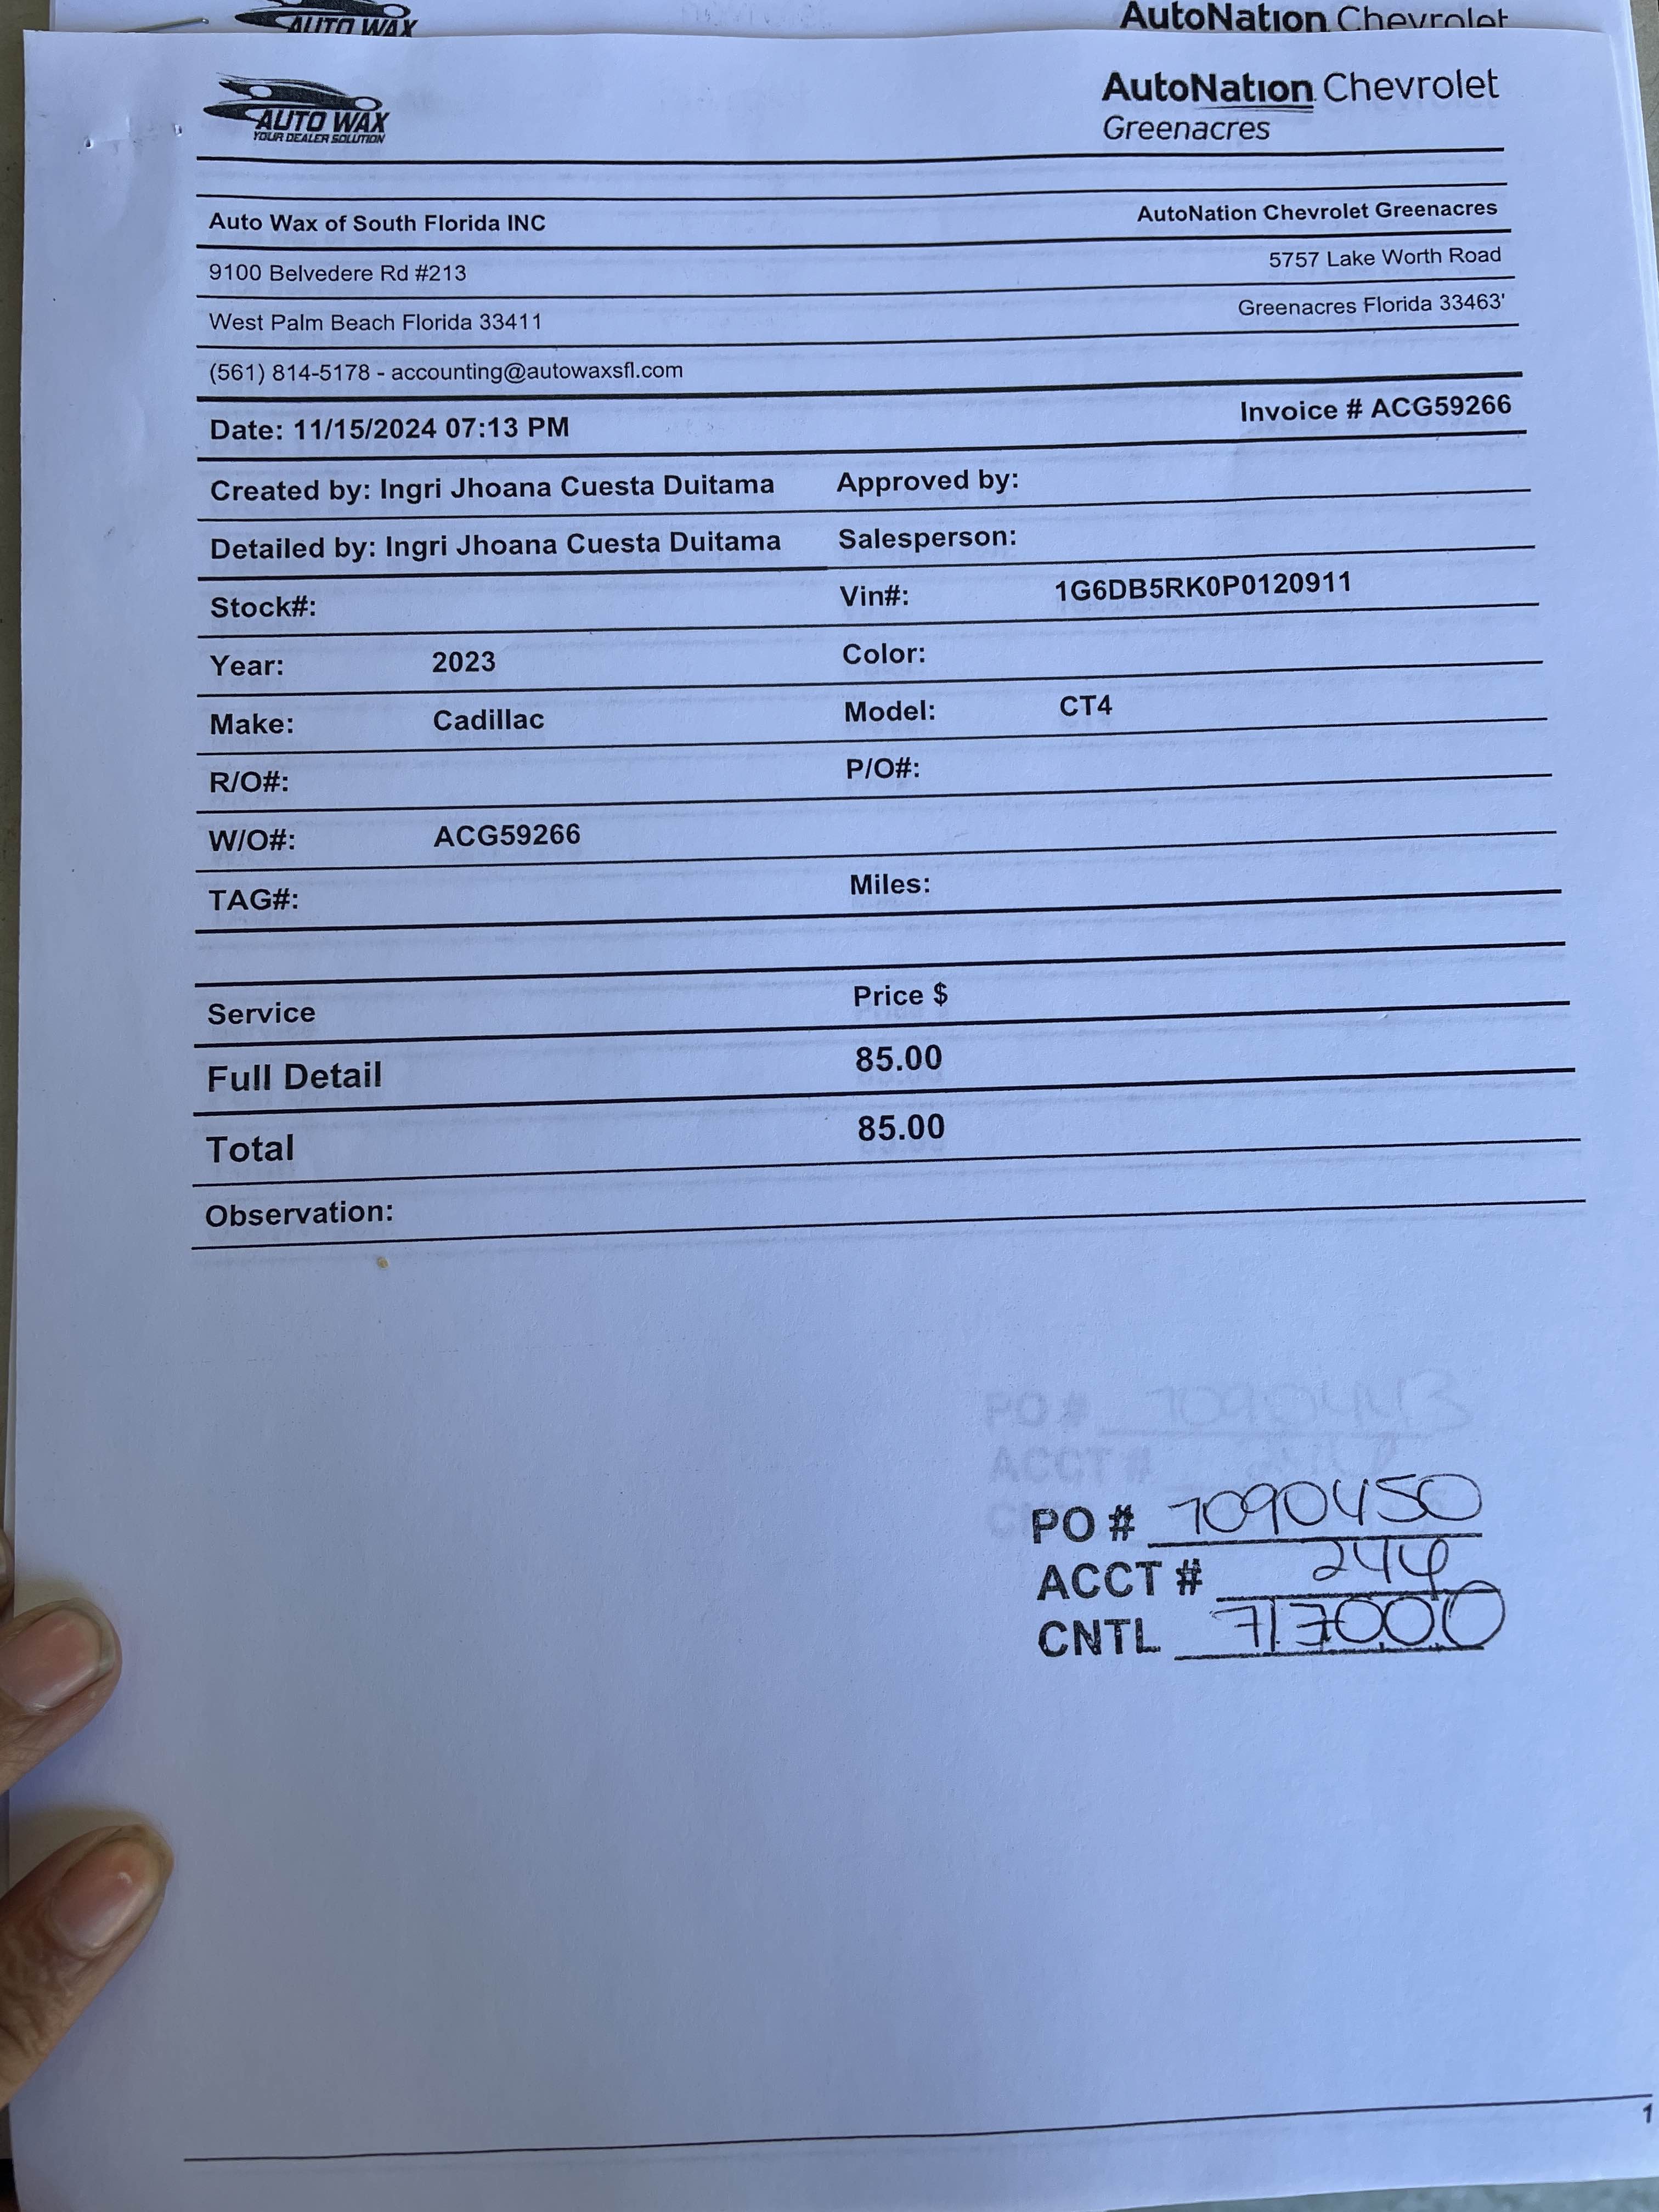 AUTO WAX
AutoNation Chevrolet
AUTO WAX
YOUR DEALER SOLUTION
AutoNation Chevrolet
Greenacres
Auto Wax of South Florida INC
AutoNation Chevrolet Greenacres
9100 Belvedere Rd #213
5757 Lake Worth Road
West Palm Beach Florida 33411
Greenacres Florida 33463'
(561) 814-5178 - accounting@autowaxsfl.com
Date: 11/15/2024 07:13 PM
Invoice # ACG59266
Created by: Ingri Jhoana Cuesta Duitama
Approved by:
Detailed by: Ingri Jhoana Cuesta Duitama
Salesperson:
Stock#:
Vin#: 1G6DB5RK0P0120911
Year: 2023
Color:
Make: Cadillac
Model: CT4
R/O#:
P/O#:
W/O#: ACG59266
TAG#:
Miles:
Service
Price $
Full Detail
85.00
Total
85.00
Observation:
PO # 7090443
ACCT #
PO # 7090450
ACCT #
CNTL
1